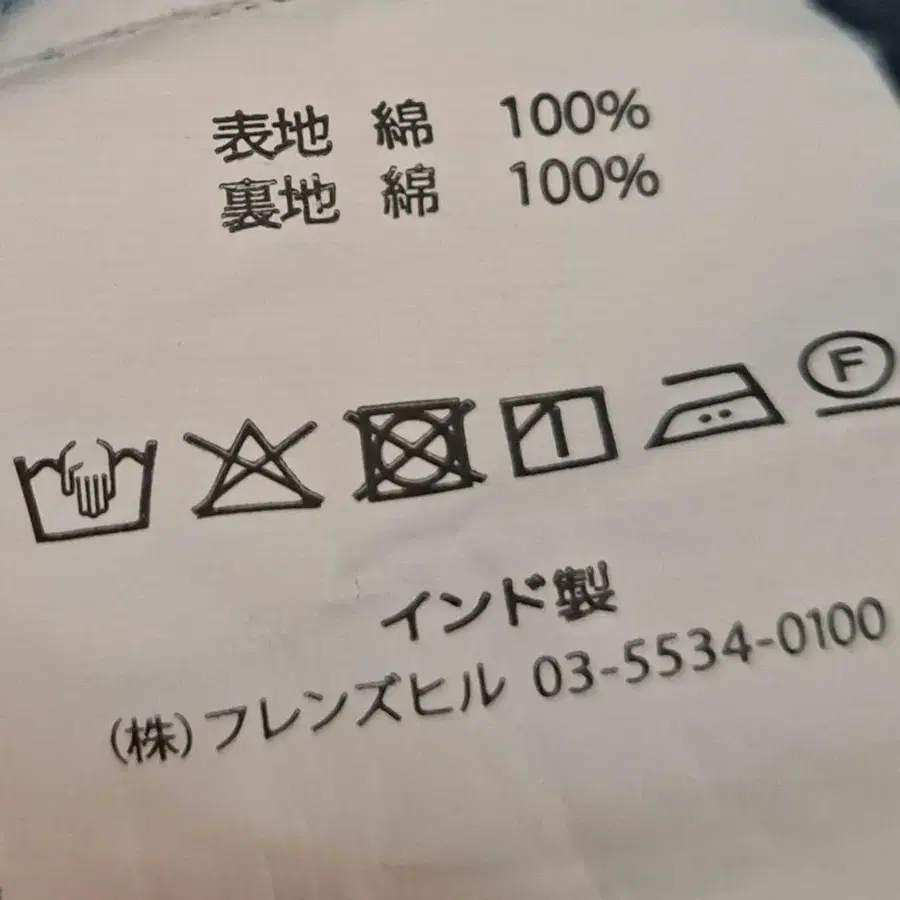 表地 綿 100%
裏地 綿 100%
F
インド製
(株)フレンズヒル 03-5534-0100